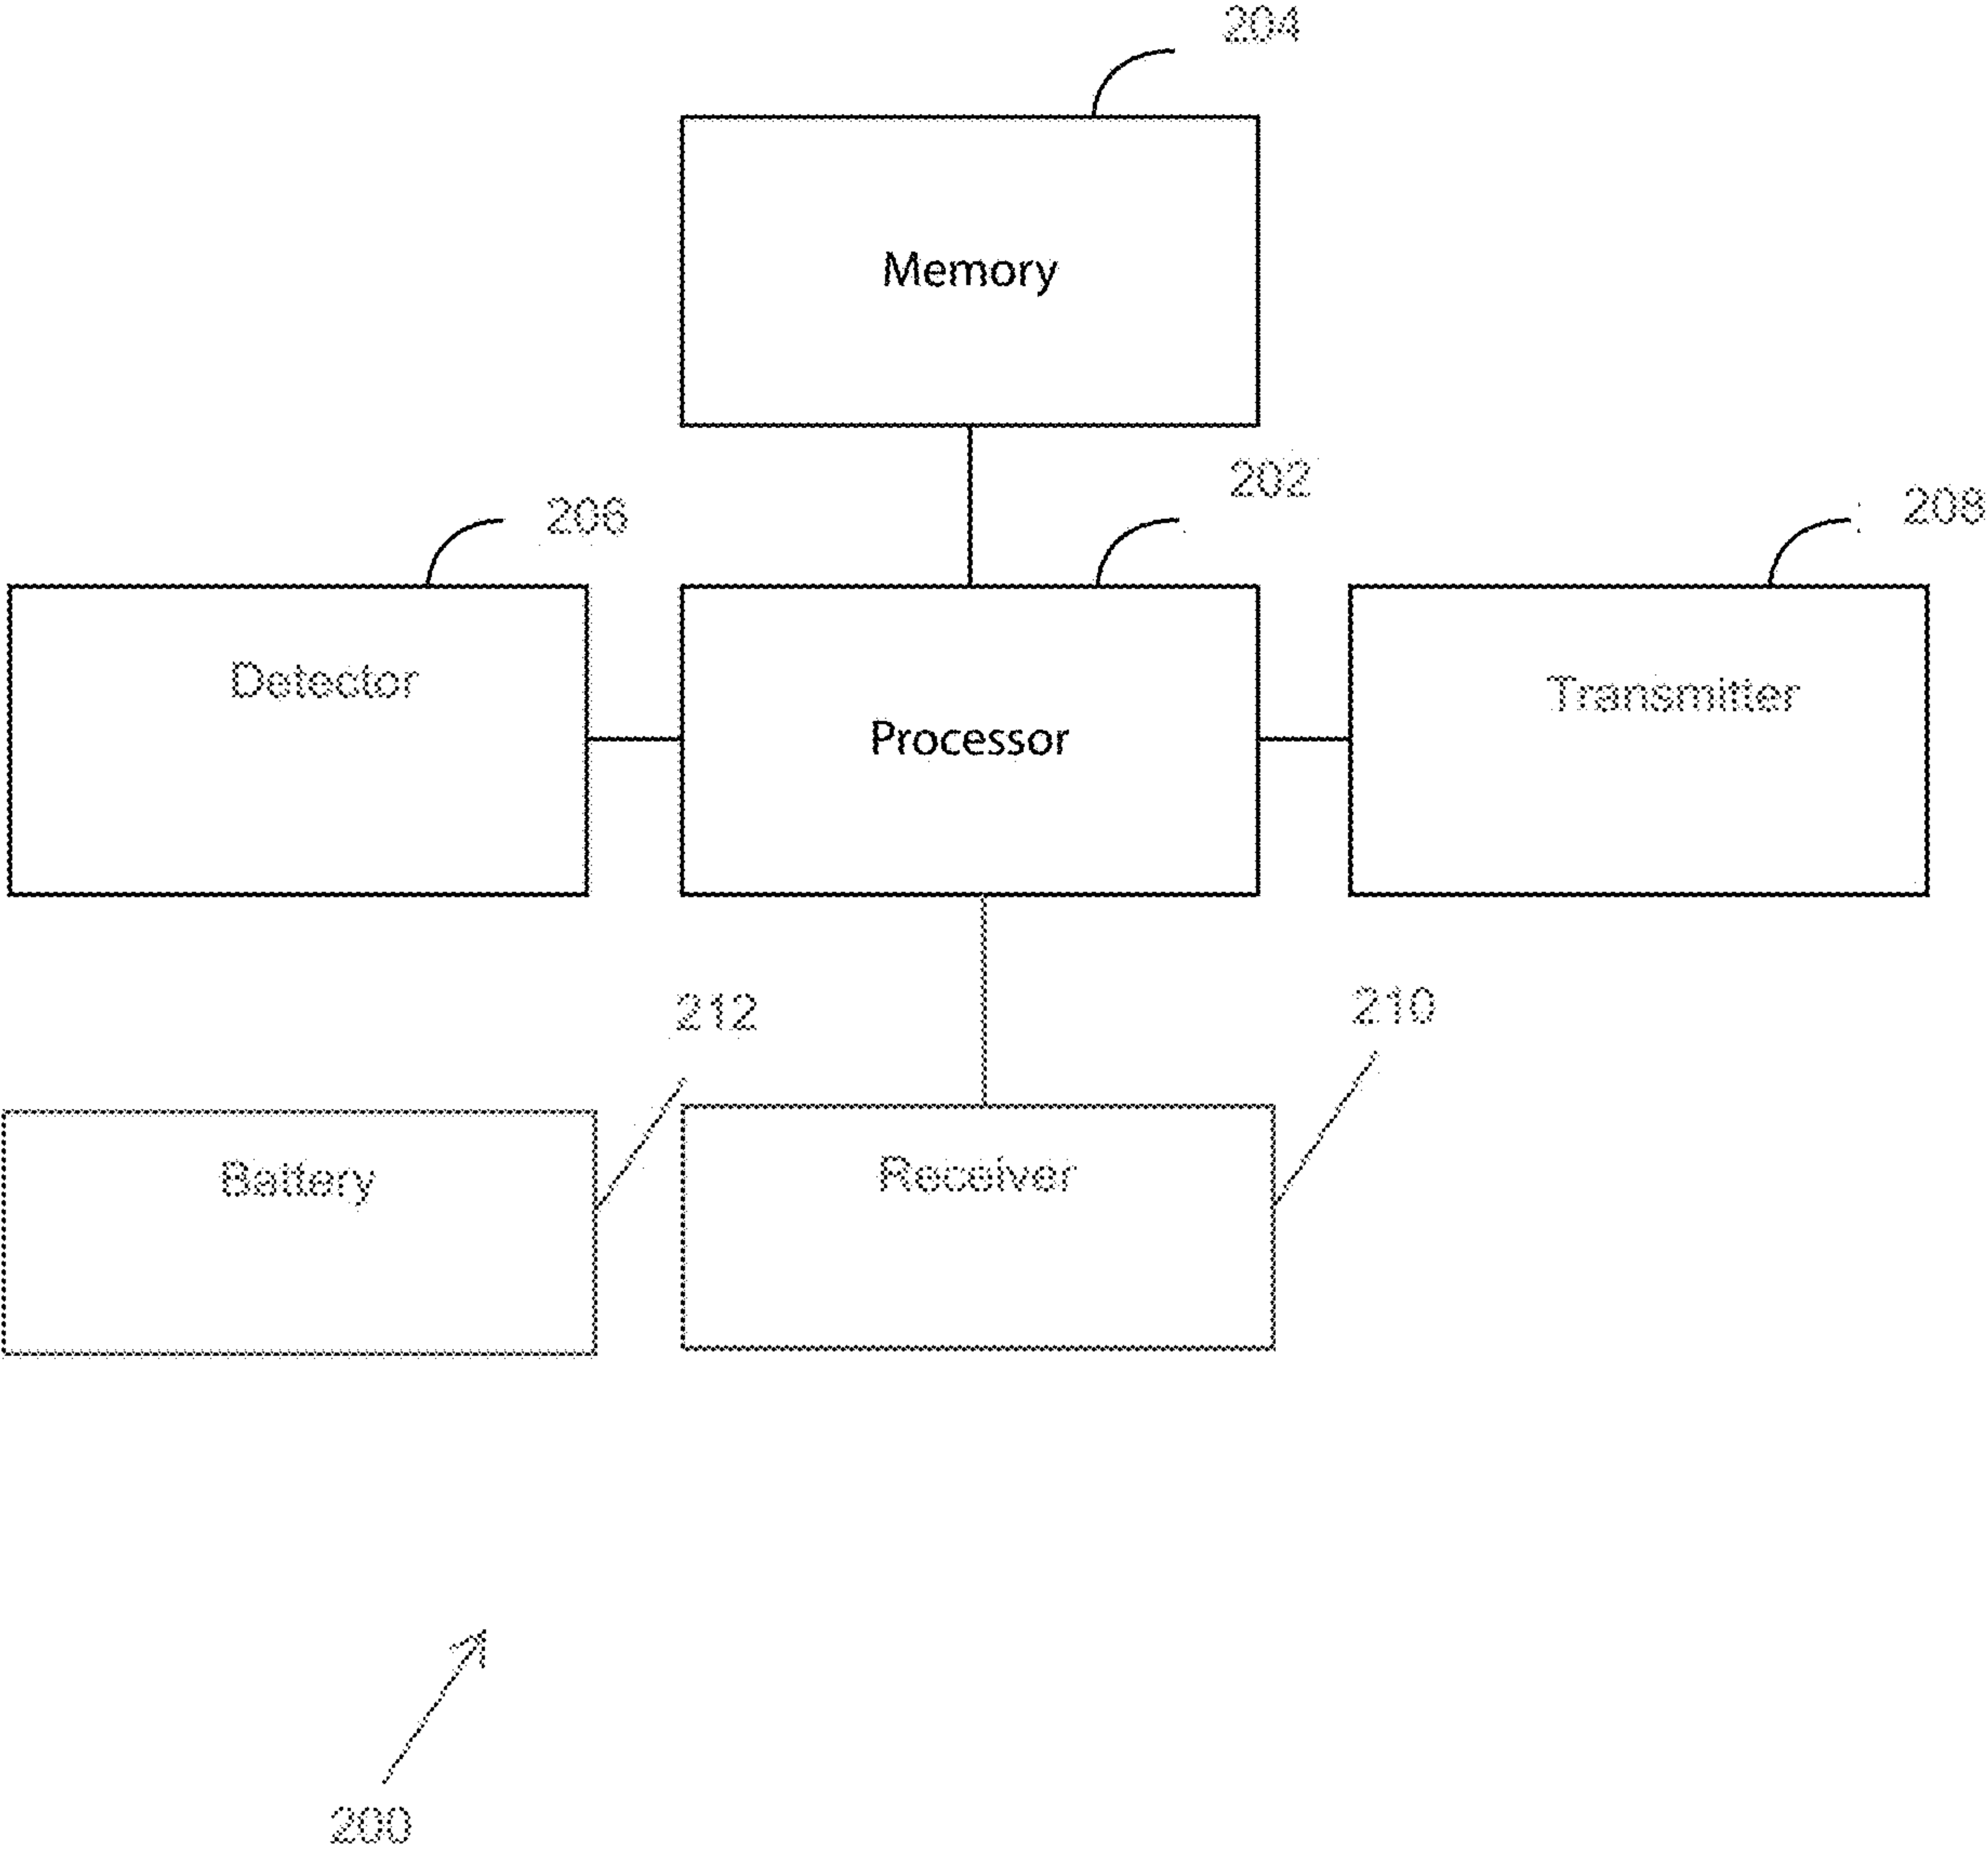 204
Memory
202
206
208
Detector
Processor
Transmitter
212
210
Battery
Receiver
200